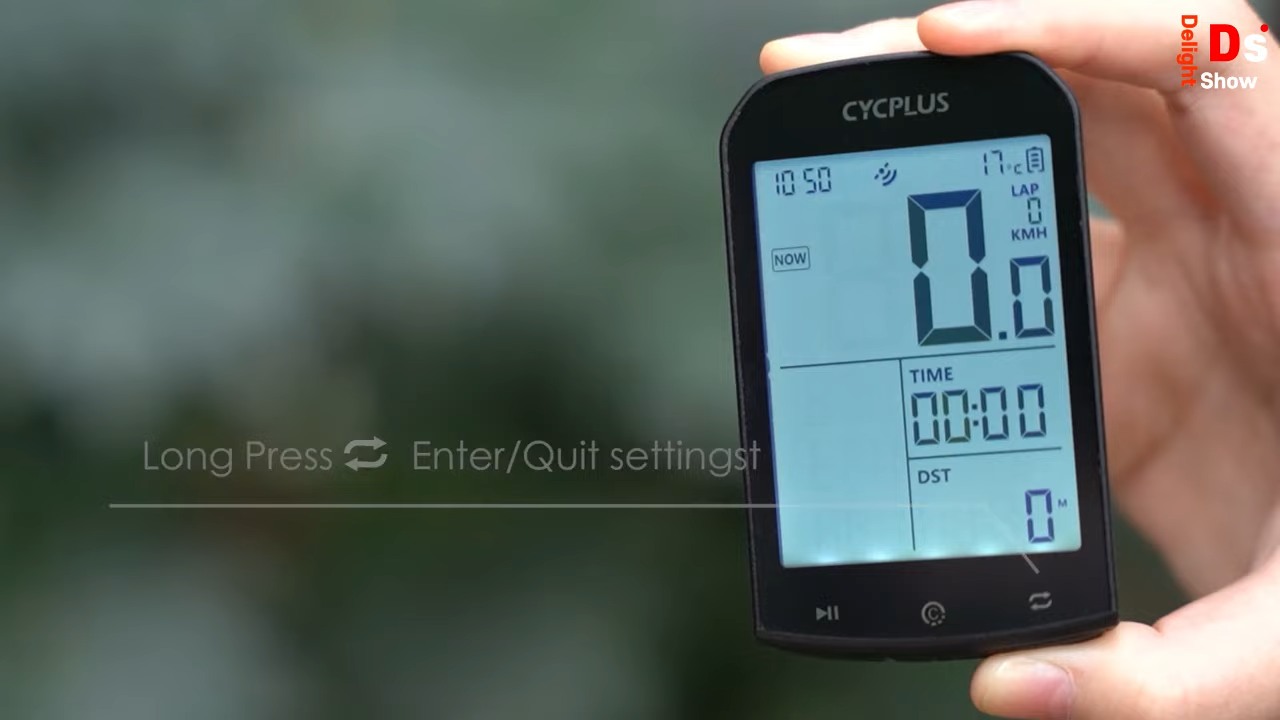 Delight
Ds
Show
CYCPLUS
10 50
17°C
LAP
0
KMH
NOW
0.0
TIME
00:00
DST
0 M
Long Press Enter/Quit settingst